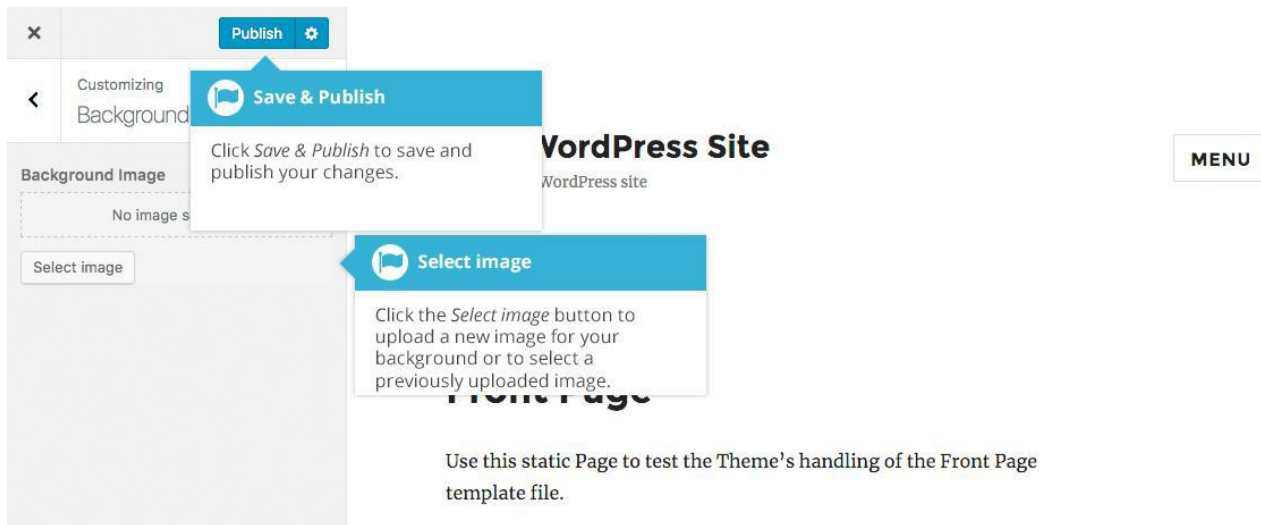 Publish
Customizing
Background
Save & Publish
Click Save & Publish to save and
publish your changes.
WordPress Site
WordPress site
MENU
Background Image
No image s
Select image
Select image
Click the Select image button to
upload a new image for your
background or to select a
previously uploaded image.
Front Page
Use this static Page to test the Theme’s handling of the Front Page
template file.